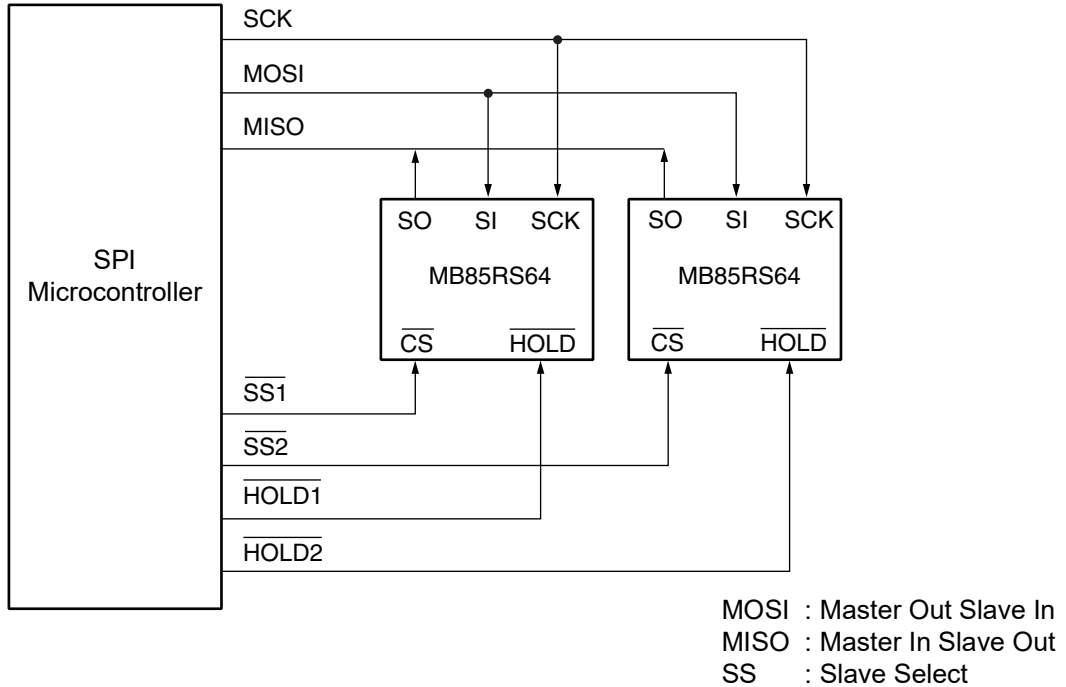 SCK
MOSI
MISO
SO SI SCK
MB85RS64
CS HOLD
SO SI SCK
MB85RS64
CS HOLD
SPI
Microcontroller
SS1
SS2
HOLD1
HOLD2
MOSI : Master Out Slave In
MISO : Master In Slave Out
SS : Slave Select